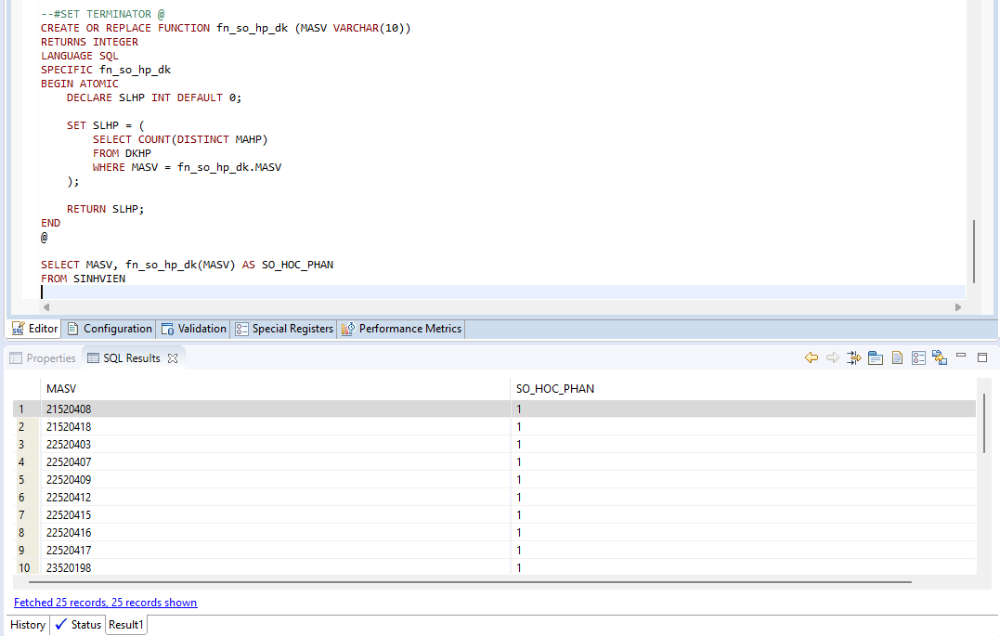 --#SET TERMINATOR @
CREATE OR REPLACE FUNCTION fn_so_hp_dk (MASV VARCHAR(10))
RETURNS INTEGER
LANGUAGE SQL
SPECIFIC fn_so_hp_dk
BEGIN ATOMIC
    DECLARE SLHP INT DEFAULT 0;
    SET SLHP = (
        SELECT COUNT(DISTINCT MAHP)
        FROM DKHP
        WHERE MASV = fn_so_hp_dk.MASV
    );
    RETURN SLHP;
END
@
SELECT MASV, fn_so_hp_dk(MASV) AS SO_HOC_PHAN
FROM SINHVIEN
Editor Configuration Validation Special Registers Performance Metrics
Properties SQL Results
MASV SO_HOC_PHAN
1 21520408 1
2 21520418 1
3 22520403 1
4 22520407 1
5 22520409 1
6 22520412 1
7 22520415 1
8 22520416 1
9 22520417 1
10 23520198 1
Fetched 25 records, 25 records shown
History Status Result1